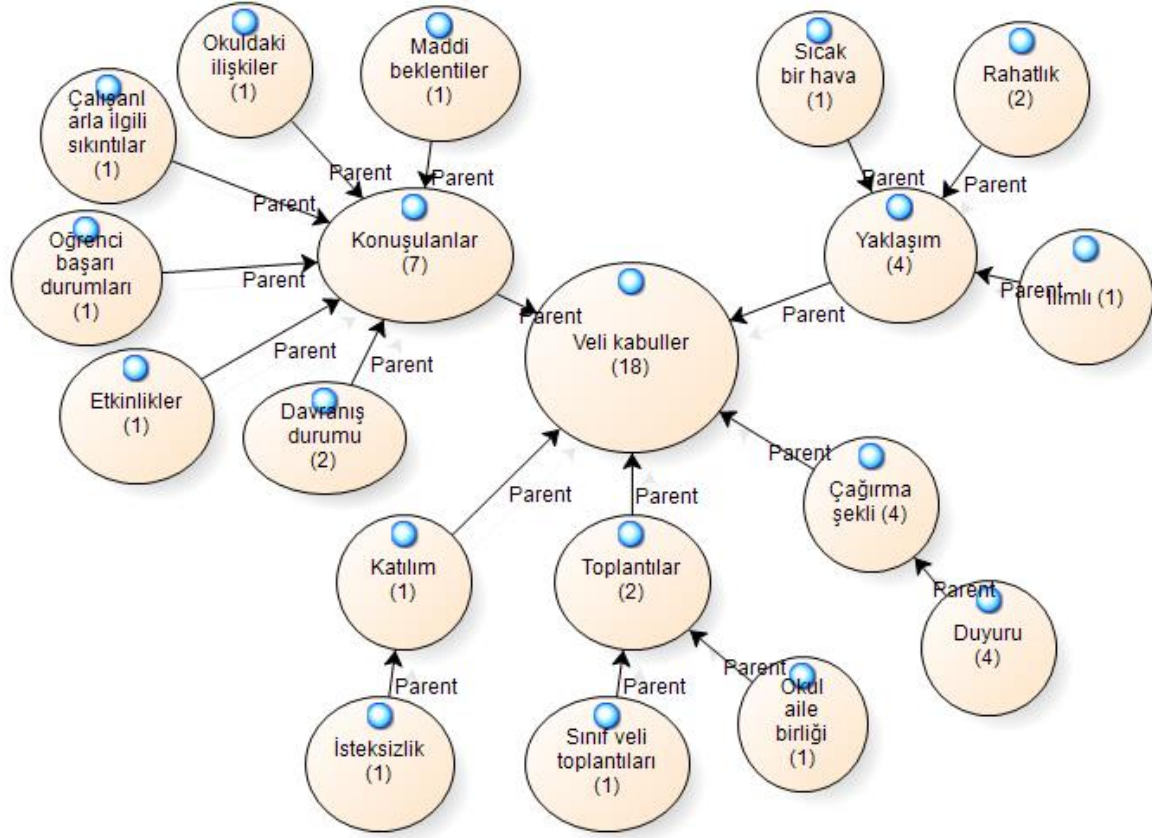 Okuldaki
ilişkiler
(1)
Maddi
beklentiler
(1)
Sıcak
bir hava
(1)
Rahatlık
(2)
Çalışanl
arla ilgili
sıkıntılar
(1)
Parent
Parent
Parent
Parent
Parent
Konuşulanlar
(7)
Yaklaşım
(4)
Öğrenci
başarı
durumları
(1)
Parent
Parent
Ilımlı (1)
Parent
Parent
Veli kabuller
(18)
Parent
Parent
Etkinlikler
(1)
Davranış
durumu
(2)
Parent
Parent
Parent
Çağırma
şekli (4)
Katılım
(1)
Toplantılar
(2)
Parent
Duyuru
(4)
Parent
Parent
Parent
İsteksizlik
(1)
Sınıf veli
toplantıları
(1)
Okul
aile
birliği
(1)